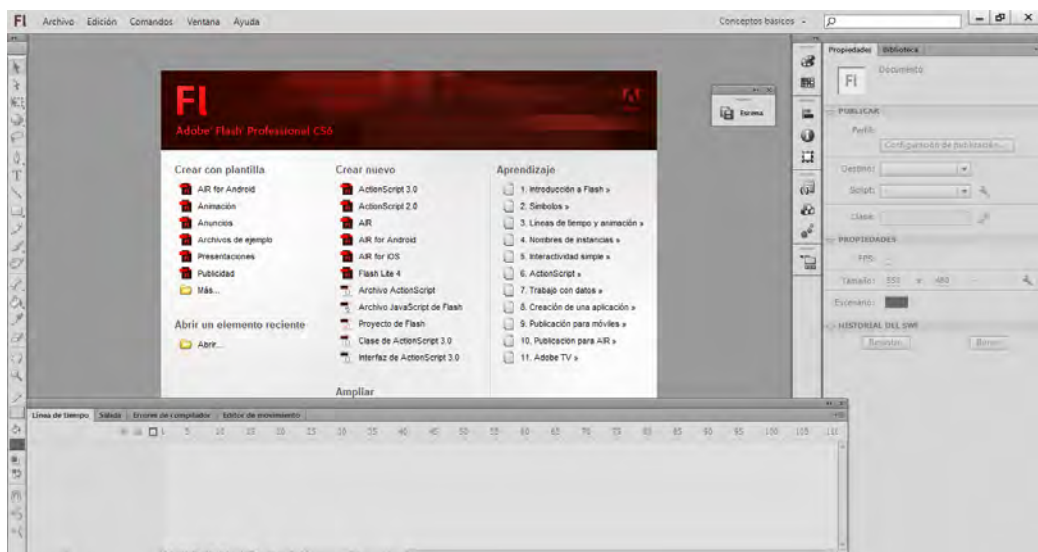 Fl Archivo Edición Comandos Ventana Ayuda Conceptos básicos
Fl
Adobe® Flash® Professional CS6
Crear con plantilla
AIR for Android
Animación
Anuncios
Archivos de ejemplo
Presentaciones
Publicidad
Más...
Abrir un elemento reciente
Abrir...
Crear nuevo
ActionScript 3.0
ActionScript 2.0
AIR
AIR for Android
AIR for iOS
Flash Lite 4
Archivo ActionScript
Archivo JavaScript de Flash
Proyecto de Flash
Clase de ActionScript 3.0
Interfaz de ActionScript 3.0
Ampliar
Aprendizaje
1. Introducción a Flash »
2. Símbolos »
3. Líneas de tiempo y animación »
4. Nombres de instancias »
5. Interactividad simple »
6. ActionScript »
7. Trabajo con datos »
8. Creación de una aplicación »
9. Publicación para móviles »
10. Publicación para AIR »
11. Adobe TV »
Escena
Propiedades Biblioteca
Fl Documento
PUBLICAR
Perfil:
Configuración de publicación...
Destino:
Script:
Clase:
PROPIEDADES
FPS:
Tamaño: 550 x 400
Escenario:
HISTORIAL DEL SWF
Borrar
Línea de tiempo Salida Errores de compilador Editor de movimiento
1 5 10 15 20 25 30 35 40 45 50 55 60 65 70 75 80 85 90 95 100 105 110